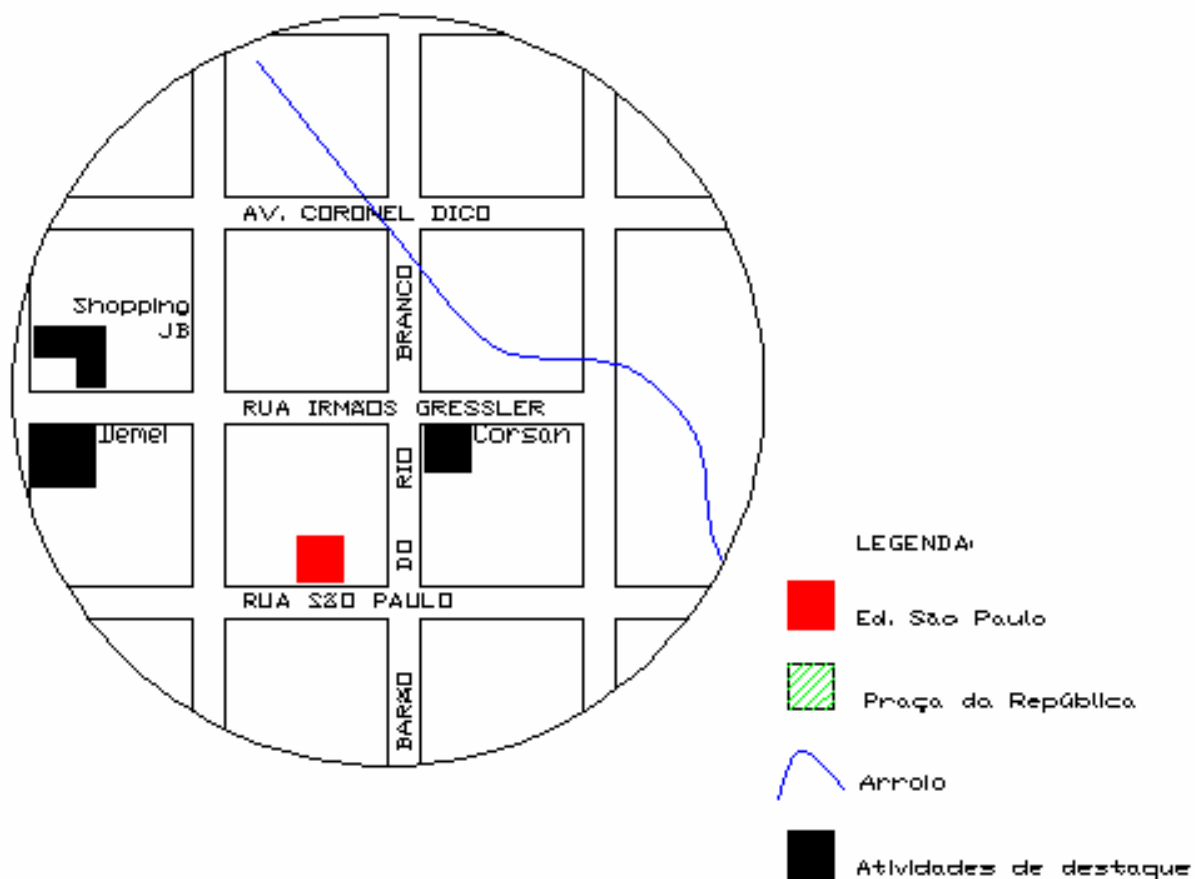 AV. CORONEL DICO
Shopping
JB
BRANCO
RUA IRMÃOS GRESSLER
Demel
Corsan
RIO
DO
RUA SÃO PAULO
BARÃO
LEGENDA:
Ed. São Paulo
Praça da República
Arroio
Atividades de destaque